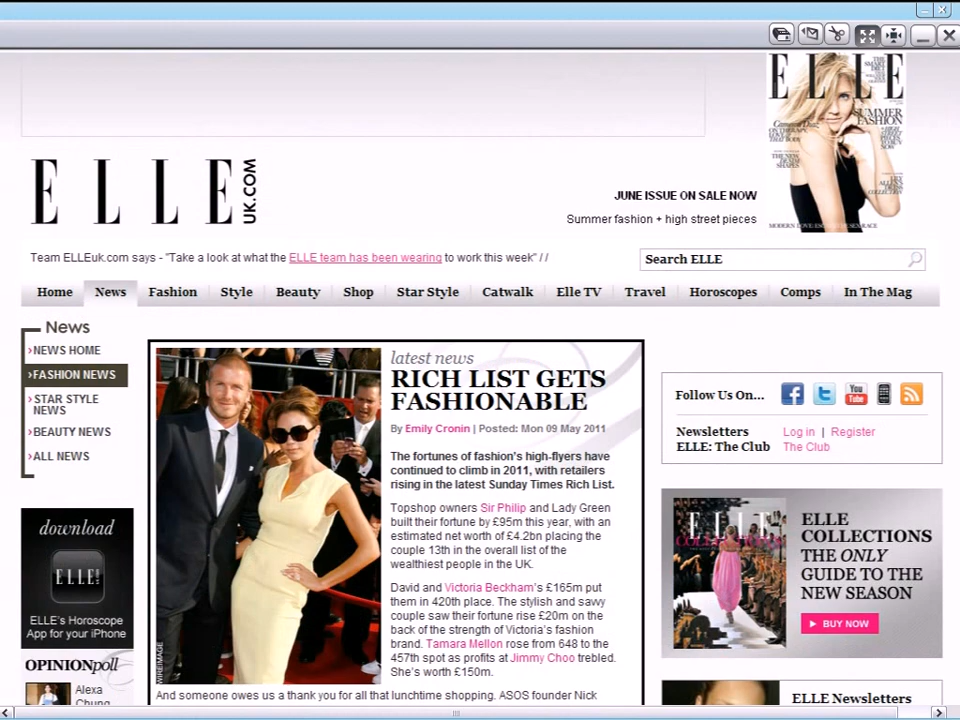 ELLE
SUMMER
FASHION
ELLEUK.COM
JUNE ISSUE ON SALE NOW
Summer fashion + high street pieces
Team ELLEuk.com says - "Take a look at what the ELLE team has been wearing to work this week" / /
Search ELLE
Home News Fashion Style Beauty Shop Star Style Catwalk Elle TV Travel Horoscopes Comps In The Mag
News
›NEWS HOME
›FASHION NEWS
›STAR STYLE
NEWS
›BEAUTY NEWS
›ALL NEWS
download
ELLE
ELLE's Horoscope
App for your iPhone
OPINIONpoll
Alexa
Chung
WIREIMAGE
latest news
RICH LIST GETS
FASHIONABLE
By Emily Cronin | Posted: Mon 09 May 2011
The fortunes of fashion's high-flyers have
continued to climb in 2011, with retailers
rising in the latest Sunday Times Rich List.
Topshop owners Sir Philip and Lady Green
built their fortune by £95m this year, with an
estimated net worth of £4.2bn placing the
couple 13th in the overall list of the
wealthiest people in the UK.
David and Victoria Beckham's £165m put
them in 420th place. The stylish and savvy
couple saw their fortune rise £20m on the
back of the strength of Victoria's fashion
brand. Tamara Mellon rose from 648 to the
457th spot as profits at Jimmy Choo trebled.
She's worth £150m.
And someone owes us a thank you for all that lunchtime shopping. ASOS founder Nick
Follow Us On...
You
Tube
Newsletters Log in | Register
ELLE: The Club The Club
ELLE
ELLE
COLLECTIONS
THE ONLY
GUIDE TO THE
NEW SEASON
BUY NOW
ELLE Newsletters